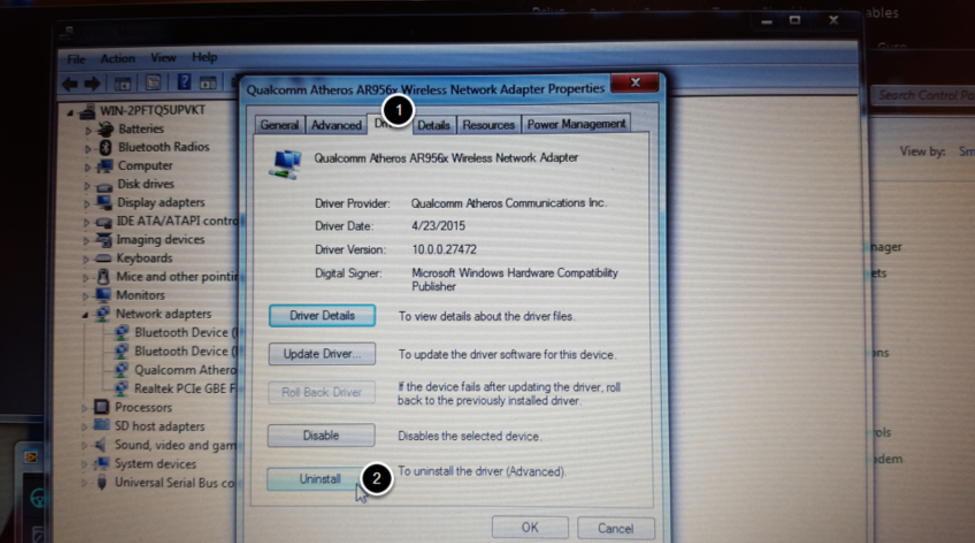 ables
File Action View Help
Qualcomm Atheros AR956x Wireless Network Adapter Properties
Search Control Pa
WIN-2PFTQ5UPVKT
Batteries
Bluetooth Radios
Computer
Disk drives
Display adapters
IDE ATA/ATAPI contro
Imaging devices
Keyboards
Mice and other pointin
Monitors
Network adapters
Bluetooth Device (
Bluetooth Device (
Qualcomm Athero
Realtek PCIe GBE F
Processors
SD host adapters
Sound, video and gam
System devices
Universal Serial Bus co
1
General Advanced Details Resources Power Management
Qualcomm Atheros AR956x Wireless Network Adapter
Driver Provider: Qualcomm Atheros Communications Inc.
Driver Date: 4/23/2015
Driver Version: 10.0.0.27472
Digital Signer: Microsoft Windows Hardware Compatibility
Publisher
Driver Details To view details about the driver files.
Update Driver... To update the driver software for this device.
Roll Back Driver If the device fails after updating the driver, roll
back to the previously installed driver.
Disable Disables the selected device.
Uninstall 2 To uninstall the driver (Advanced).
OK Cancel
View by: Sm
nager
ets
ons
ols
odem